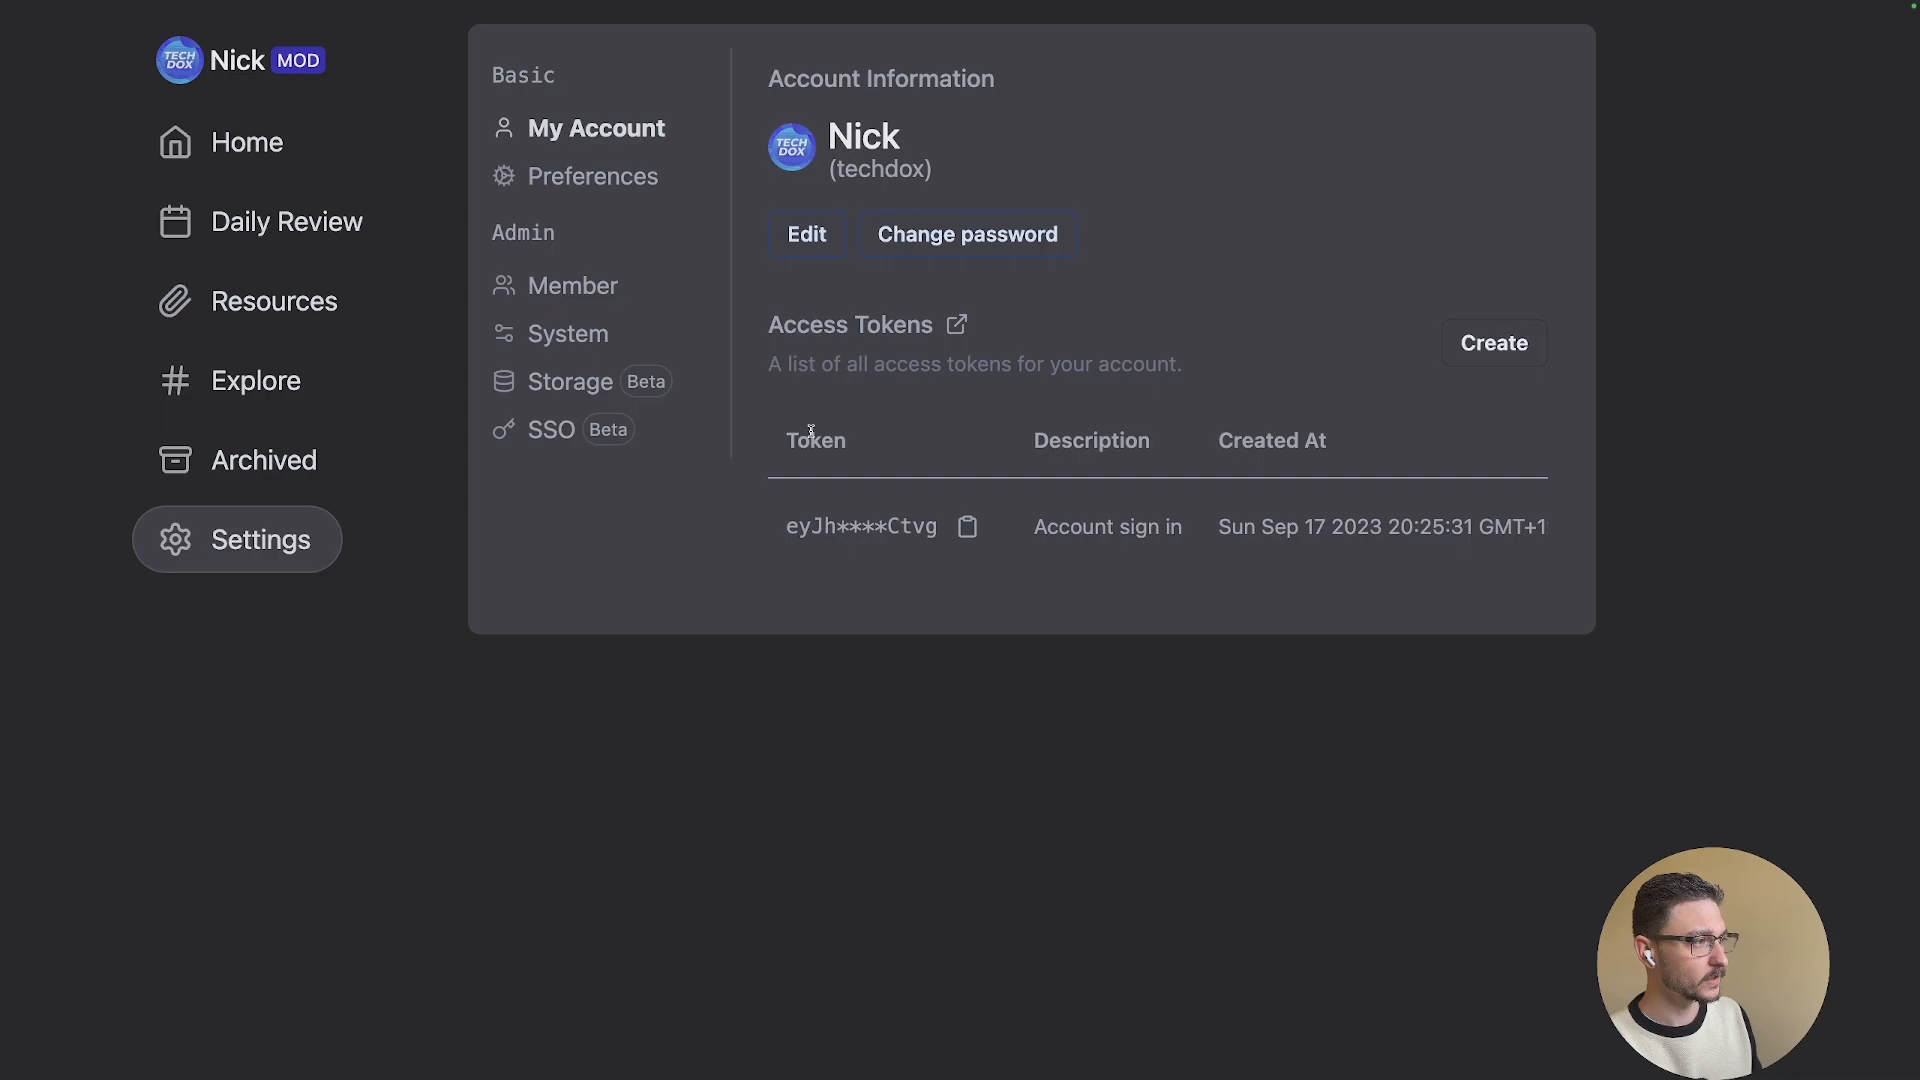 TECH DOX Nick MOD
Home
Daily Review
Resources
Explore
Archived
Settings
Basic
My Account
Preferences
Admin
Member
System
Storage Beta
SSO Beta
Account Information
TECH DOX
Nick
(techdox)
Edit Change password
Access Tokens
A list of all access tokens for your account.
Create
Token Description Created At
eyJh****Ctvg Account sign in Sun Sep 17 2023 20:25:31 GMT+1